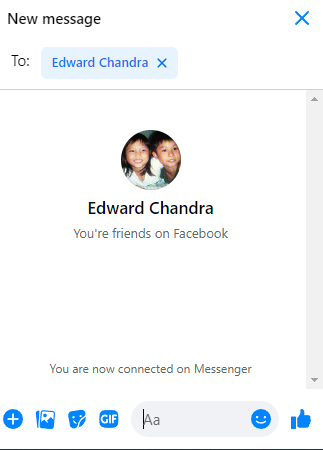 New message
To: Edward Chandra
Edward Chandra
You're friends on Facebook
You are now connected on Messenger
GIF Aa